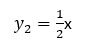 y₂ = ½x